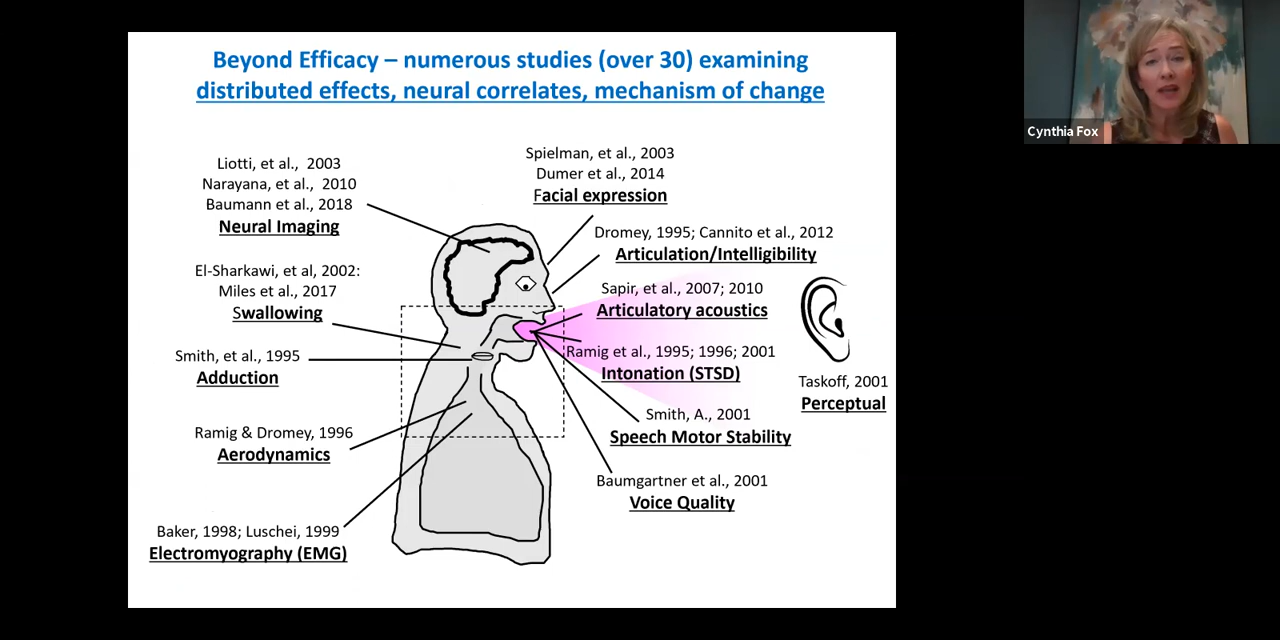 Beyond Efficacy – numerous studies (over 30) examining
distributed effects, neural correlates, mechanism of change
Liotti, et al., 2003
Narayana, et al., 2010
Baumann et al., 2018
Neural Imaging
Spielman, et al., 2003
Dumer et al., 2014
Facial expression
Dromey, 1995; Cannito et al., 2012
Articulation/Intelligibility
El-Sharkawi, et al, 2002:
Miles et al., 2017
Swallowing
Sapir, et al., 2007; 2010
Articulatory acoustics
Smith, et al., 1995
Adduction
Ramig et al., 1995; 1996; 2001
Intonation (STSD)
Taskoff, 2001
Perceptual
Ramig & Dromey, 1996
Aerodynamics
Smith, A., 2001
Speech Motor Stability
Baumgartner et al., 2001
Voice Quality
Baker, 1998; Luschei, 1999
Electromyography (EMG)
Cynthia Fox